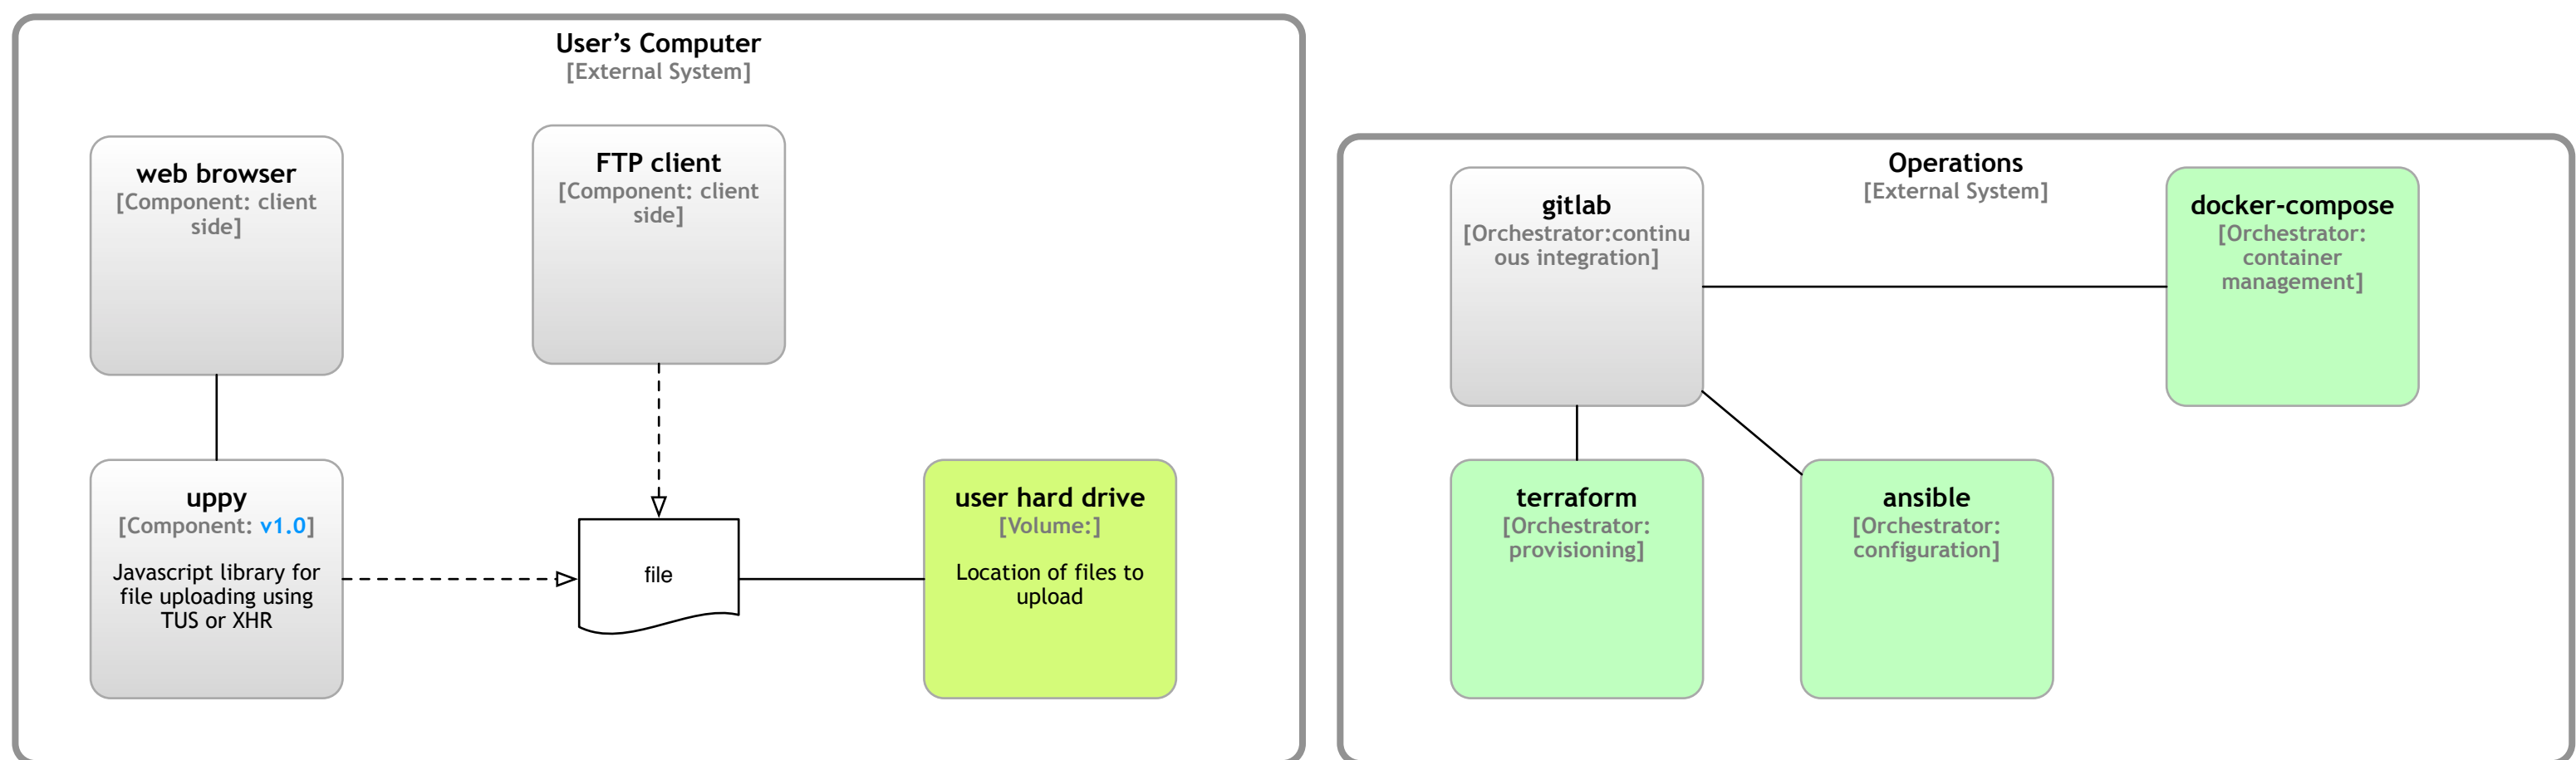 User’s Computer
[External System]
web browser
[Component: client
side]
FTP client
[Component: client
side]
uppy
[Component: v1.0]
Javascript library for
file uploading using
TUS or XHR
file
user hard drive
[Volume:]
Location of files to
upload
Operations
[External System]
gitlab
[Orchestrator:continu
ous integration]
docker-compose
[Orchestrator:
container
management]
terraform
[Orchestrator:
provisioning]
ansible
[Orchestrator:
configuration]